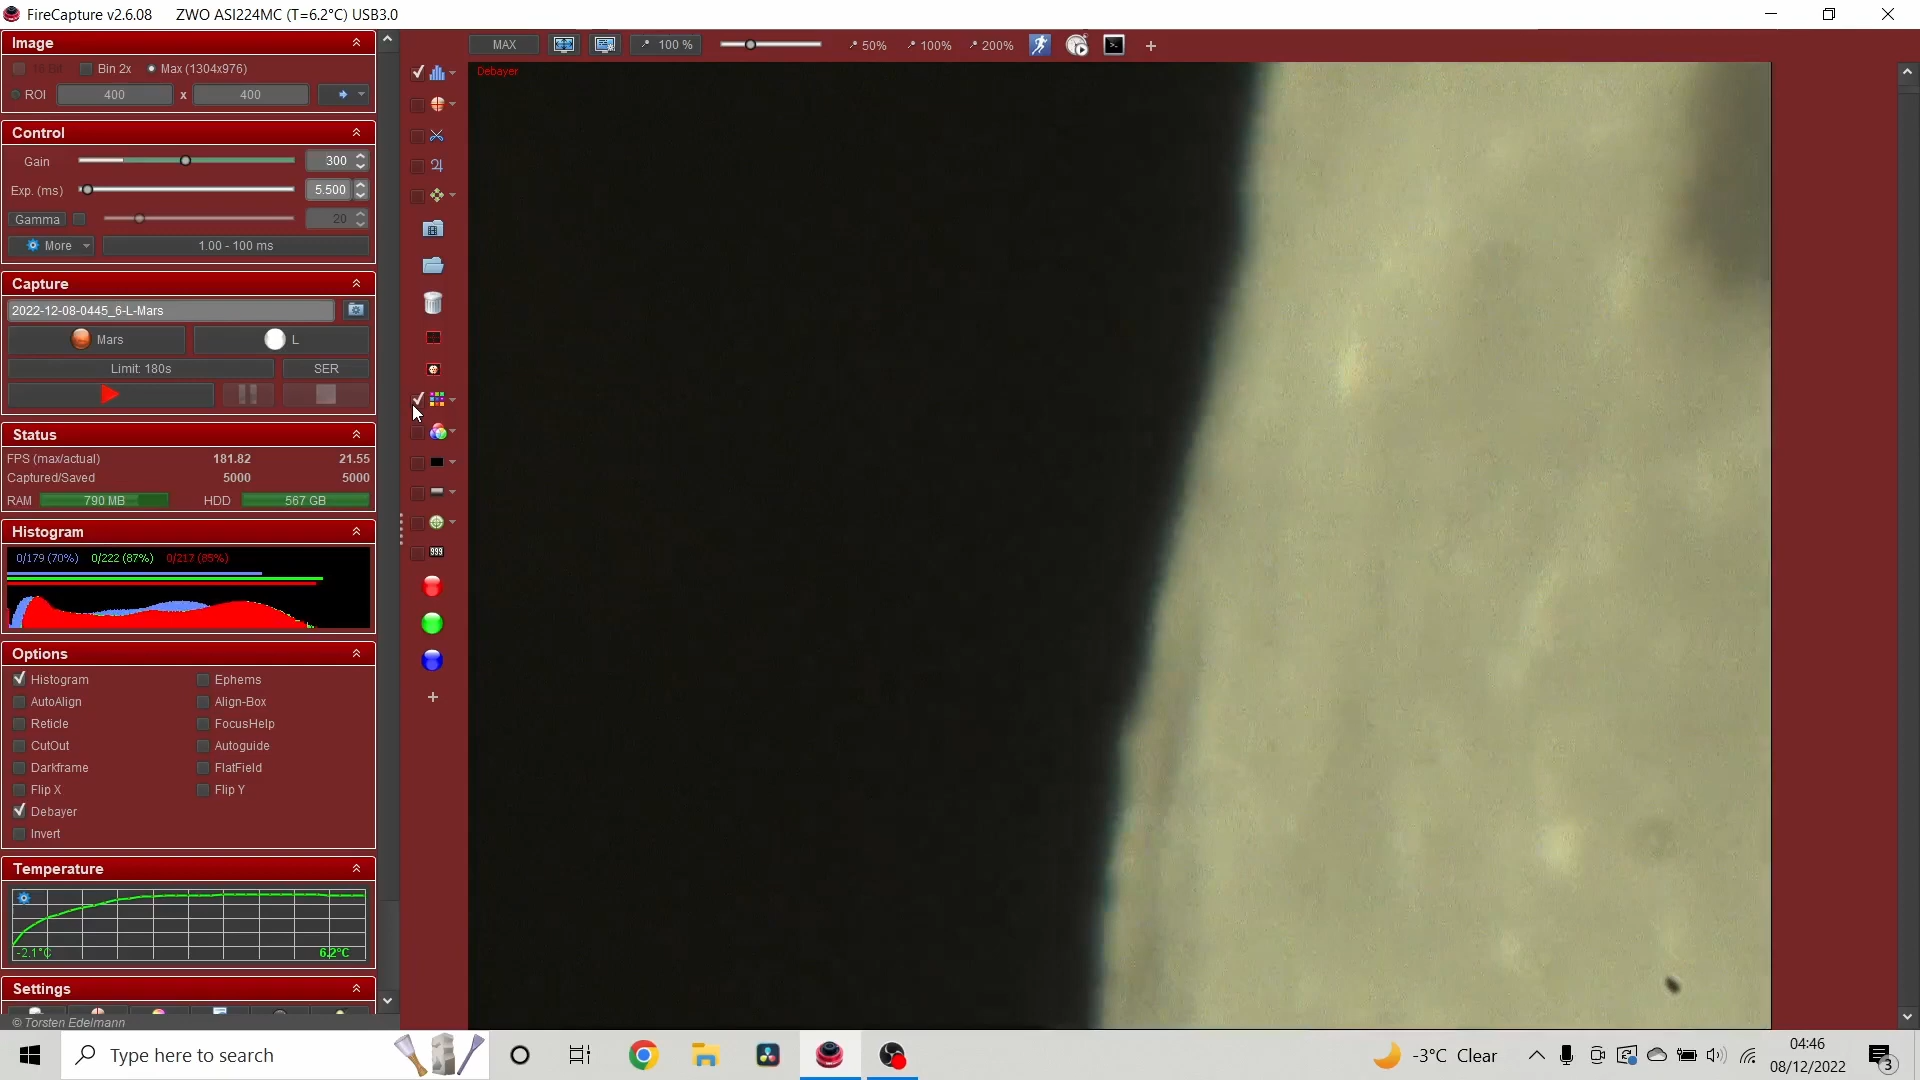 FireCapture v2.6.08 ZWO ASI224MC (T=6.2°C) USB3.0
Image
16 Bit Bin 2x Max (1304x976)
ROI 400 x 400
Control
Gain 300
Exp. (ms) 5.500
Gamma 20
More 1.00 - 100 ms
Capture
2022-12-08-0445_6-L-Mars
Mars L
Limit: 180s SER
Status
FPS (max/actual) 181.82 21.55
Captured/Saved 5000 5000
RAM 790 MB HDD 567 GB
Histogram
0/179 (70%) 0/222 (87%) 0/217 (85%)
Options
Histogram Ephems
AutoAlign Align-Box
Reticle FocusHelp
CutOut Autoguide
Darkframe FlatField
Flip X Flip Y
Debayer
Invert
Temperature
-2.1°C 6.2°C
Settings
© Torsten Edelmann
MAX 100 % 50% 100% 200%
Debayer
999
Type here to search
-3°C Clear
04:46
08/12/2022
3